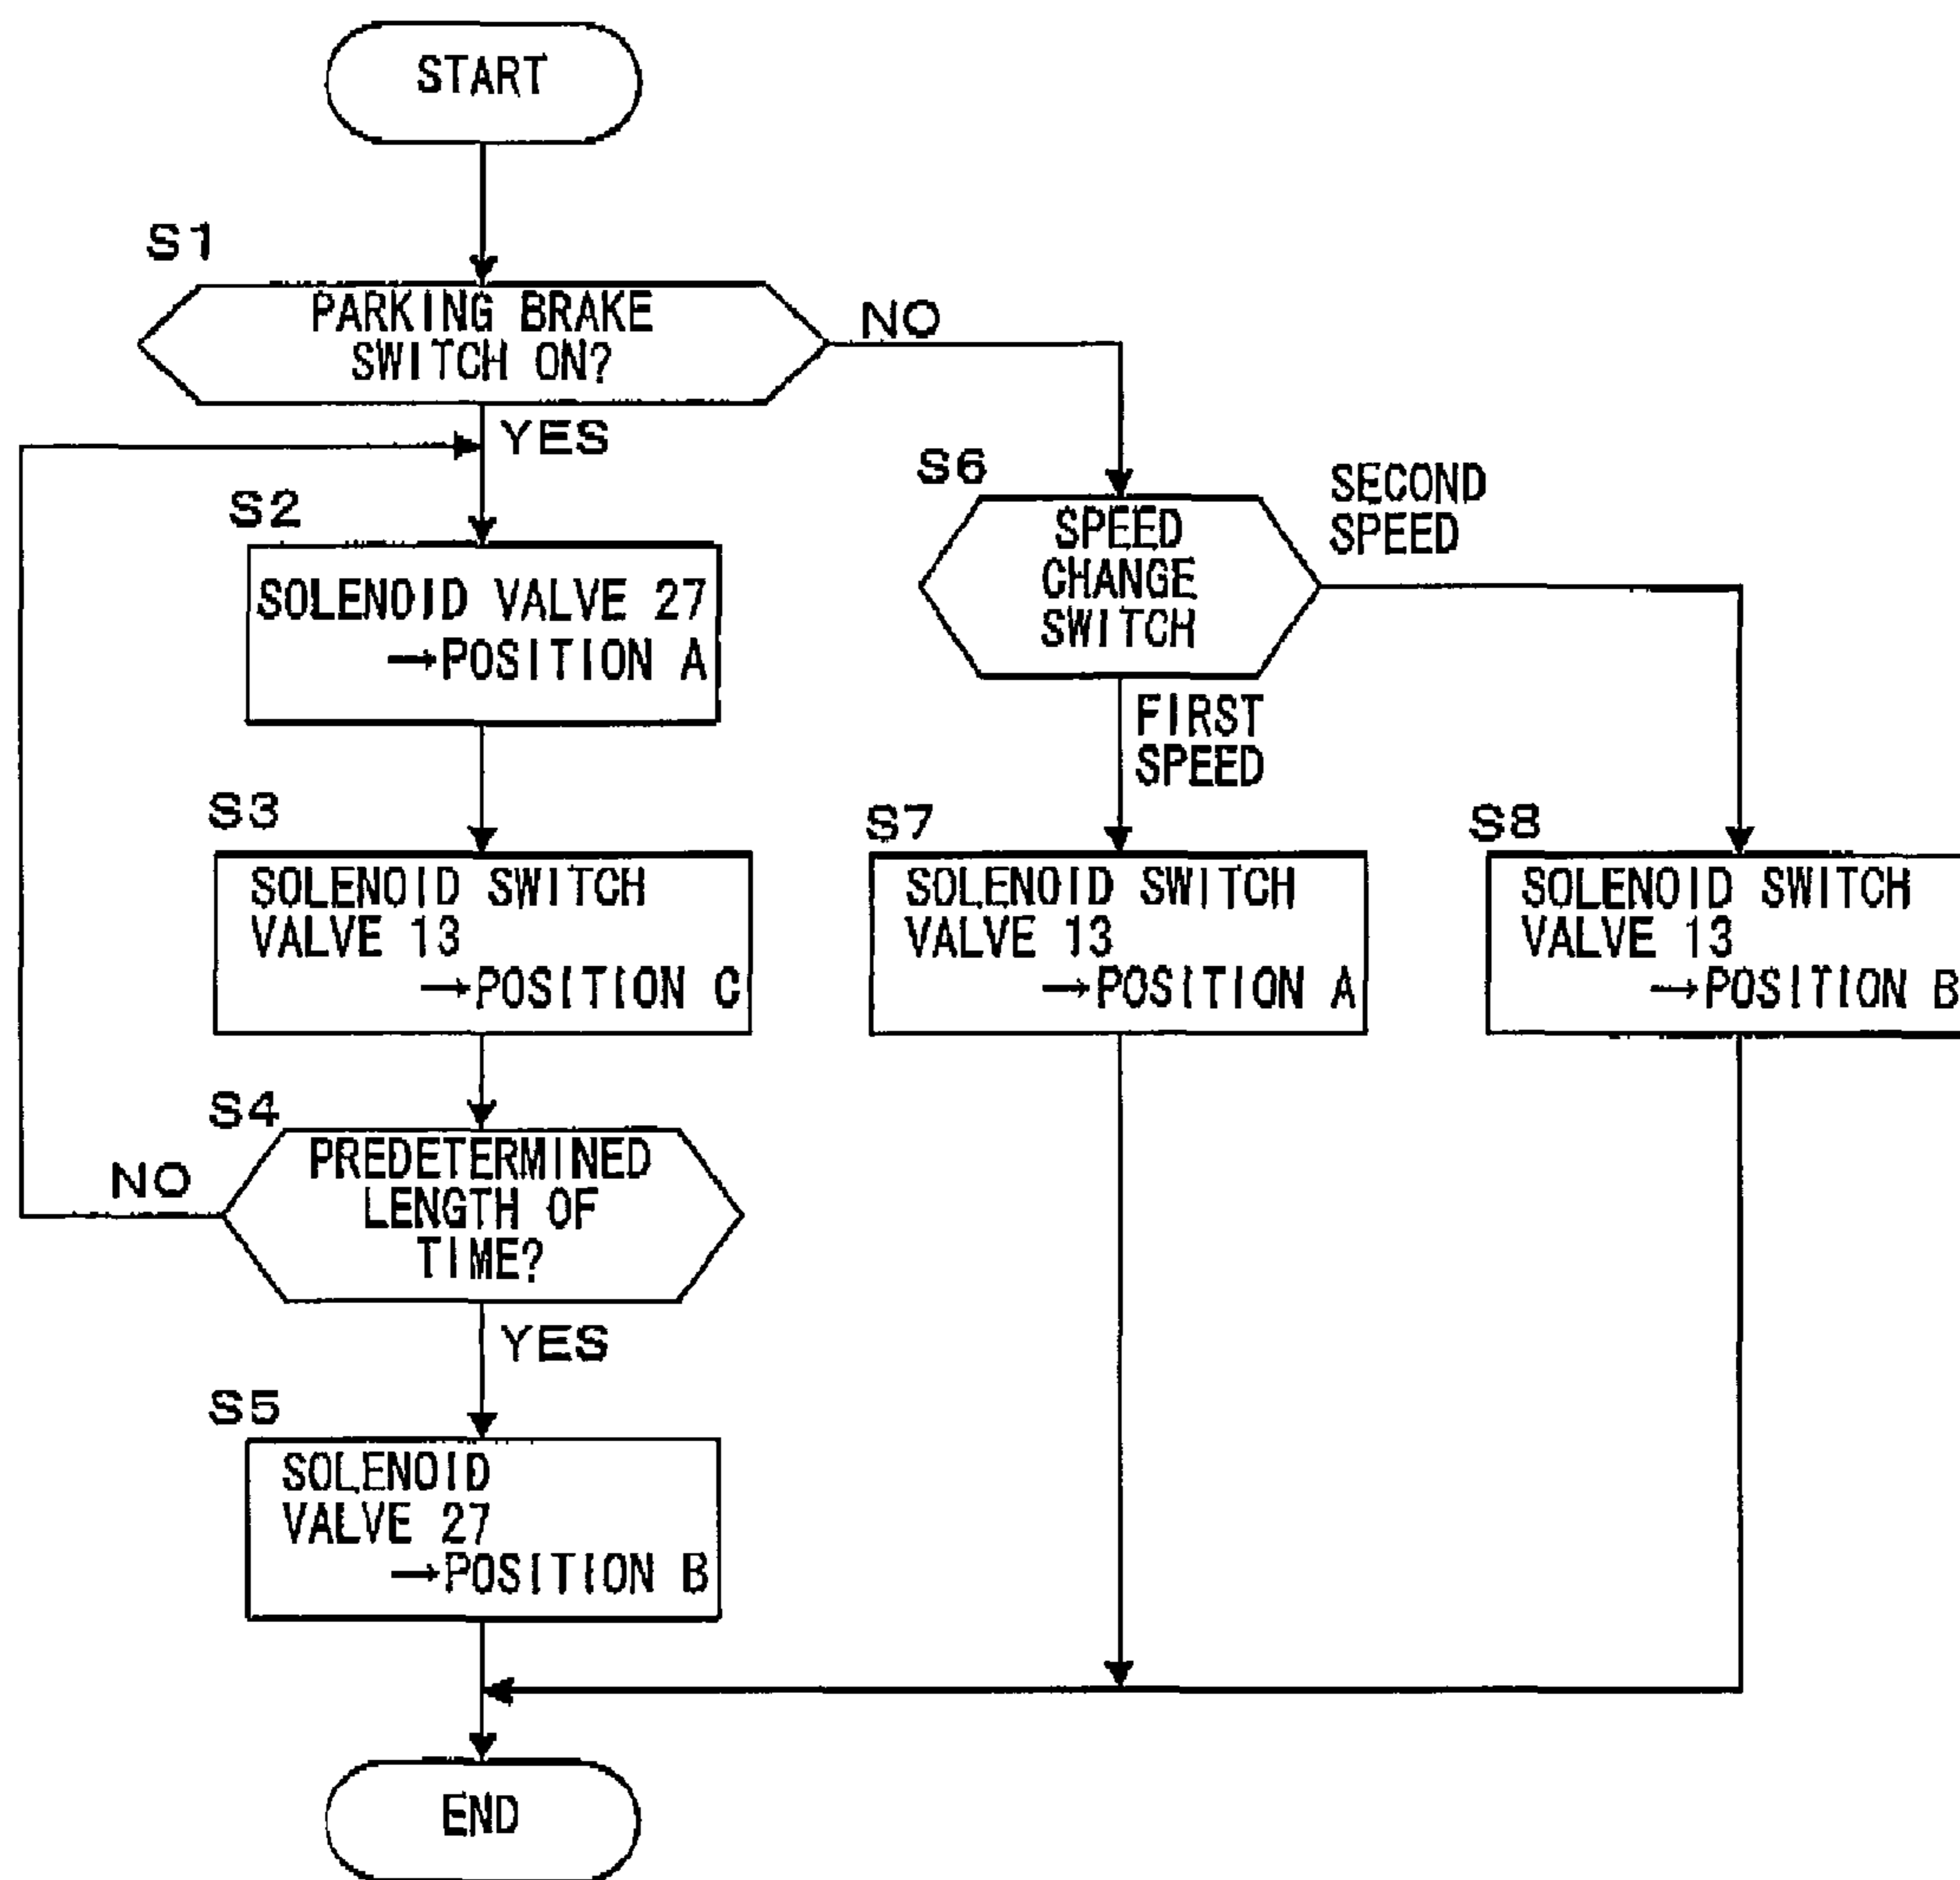 START
S1
PARKING BRAKE
SWITCH ON?
NO
YES
S2
SOLENOID VALVE 27
→POSITION A
S3
SOLENOID SWITCH
VALVE 13
→POSITION C
S4
PREDETERMINED
LENGTH OF
TIME?
NO
YES
S5
SOLENOID
VALVE 27
→POSITION B
S6
SPEED
CHANGE
SWITCH
SECOND
SPEED
FIRST
SPEED
S7
SOLENOID SWITCH
VALVE 13
→POSITION A
S8
SOLENOID SWITCH
VALVE 13
→POSITION B
END